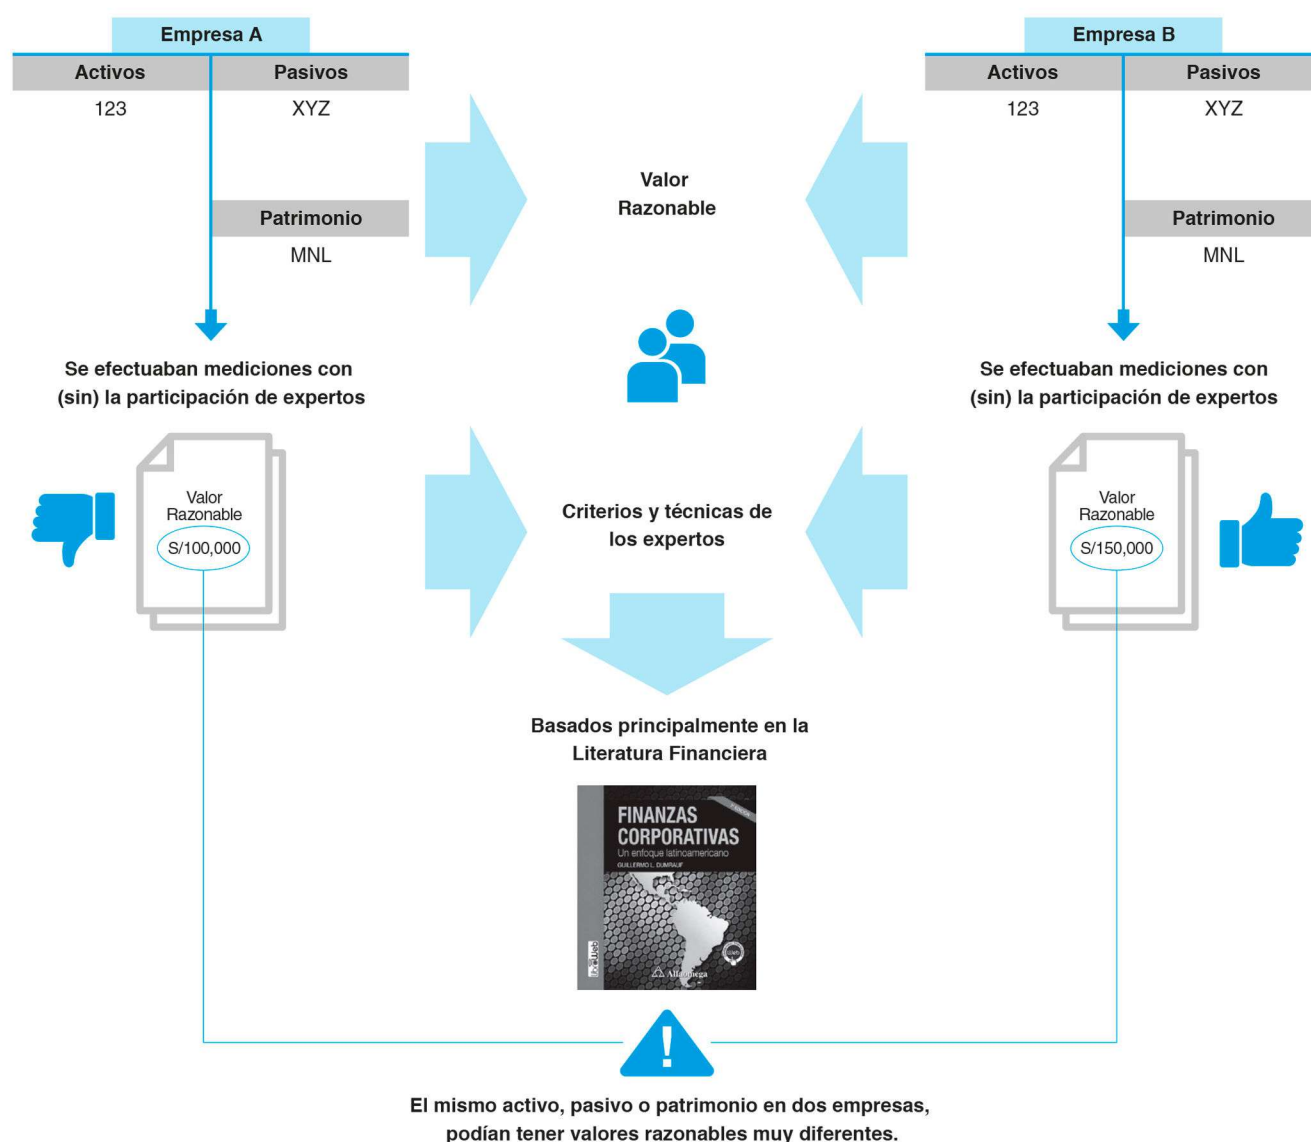 Empresa A
Activos
Pasivos
123
XYZ
Patrimonio
MNL
Se efectuaban mediciones con
(sin) la participación de expertos
Valor
Razonable
S/100,000
Valor
Razonable
Criterios y técnicas de
los expertos
Basados principalmente en la
Literatura Financiera
FINANZAS
CORPORATIVAS
Un enfoque latinoamericano
GUILLERMO L. DUMRAUF
Alfaomega
Empresa B
Activos
Pasivos
123
XYZ
Patrimonio
MNL
Se efectuaban mediciones con
(sin) la participación de expertos
Valor
Razonable
S/150,000
!
El mismo activo, pasivo o patrimonio en dos empresas,
podían tener valores razonables muy diferentes.